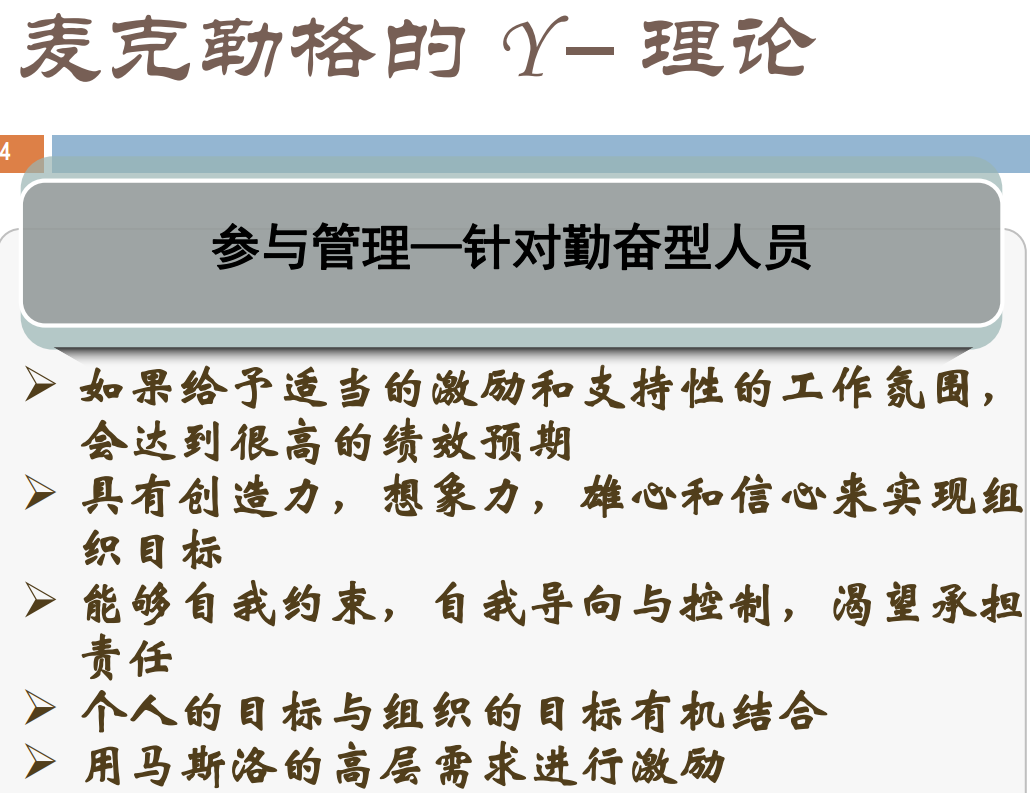 麦克勒格的 Y– 理论
4
参与管理—针对勤奋型人员
➢ 如果给予适当的激励和支持性的工作氛围，
会达到很高的绩效预期
➢ 具有创造力，想象力，雄心和信心来实现组
织目标
➢ 能够自我约束，自我导向与控制，渴望承担
责任
➢ 个人的目标与组织的目标有机结合
➢ 用马斯洛的高层需求进行激励